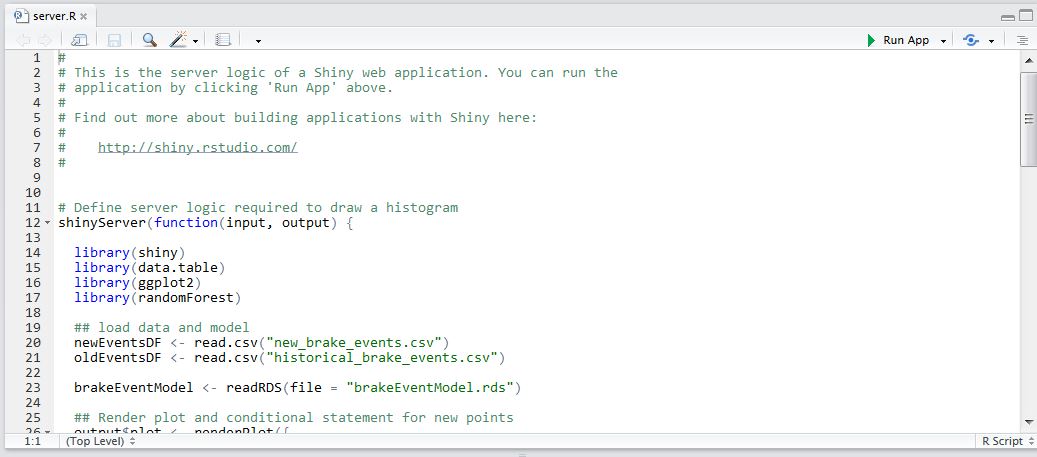 server.R
Run App
1 #
2 # This is the server logic of a Shiny web application. You can run the
3 # application by clicking 'Run App' above.
4 #
5 # Find out more about building applications with Shiny here:
6 #
7 #    http://shiny.rstudio.com/
8 #
9
10
11 # Define server logic required to draw a histogram
12 shinyServer(function(input, output) {
13
14   library(shiny)
15   library(data.table)
16   library(ggplot2)
17   library(randomForest)
18
19   ## load data and model
20   newEventsDF <- read.csv("new_brake_events.csv")
21   oldEventsDF <- read.csv("historical_brake_events.csv")
22
23   brakeEventModel <- readRDS(file = "brakeEventModel.rds")
24
25   ## Render plot and conditional statement for new points
26   output$plot <- renderPlot({
1:1 (Top Level) R Script